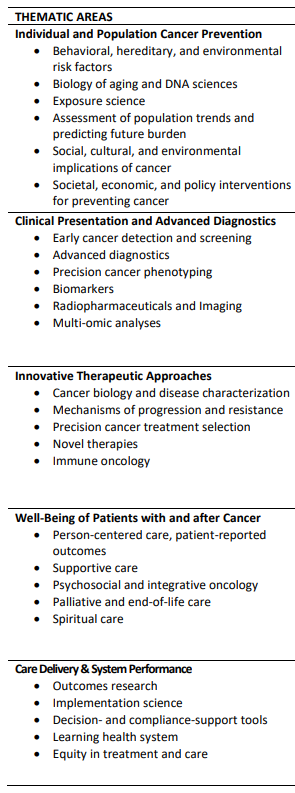 THEMATIC AREAS
Individual and Population Cancer Prevention
• Behavioral, hereditary, and environmental
risk factors
• Biology of aging and DNA sciences
• Exposure science
• Assessment of population trends and
predicting future burden
• Social, cultural, and environmental
implications of cancer
• Societal, economic, and policy interventions
for preventing cancer
Clinical Presentation and Advanced Diagnostics
• Early cancer detection and screening
• Advanced diagnostics
• Precision cancer phenotyping
• Biomarkers
• Radiopharmaceuticals and Imaging
• Multi-omic analyses
Innovative Therapeutic Approaches
• Cancer biology and disease characterization
• Mechanisms of progression and resistance
• Precision cancer treatment selection
• Novel therapies
• Immune oncology
Well-Being of Patients with and after Cancer
• Person-centered care, patient-reported
outcomes
• Supportive care
• Psychosocial and integrative oncology
• Palliative and end-of-life care
• Spiritual care
Care Delivery & System Performance
• Outcomes research
• Implementation science
• Decision- and compliance-support tools
• Learning health system
• Equity in treatment and care